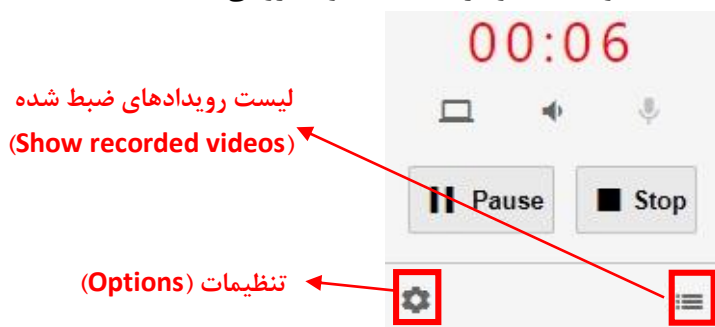 00:06
لیست رویدادهای ضبط شده
(Show recorded videos)
Pause
Stop
تنظیمات (Options)